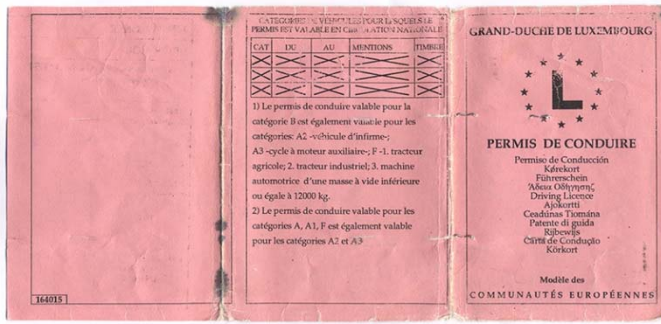 164015
CATEGORIES DE VEHICULES POUR LESQUELS LE
PERMIS EST VALABLE EN CIRCULATION NATIONALE
CAT DU AU MENTIONS TIMBRE
1) Le permis de conduire valable pour la
catégorie B est également valable pour les
catégories: A2 -véhicule d'infirme-;
A3 -cycle à moteur auxiliaire-; F -1. tracteur
agricole; 2. tracteur industriel; 3. machine
automotrice d'une masse à vide inférieure
ou égale à 12000 kg.
2) Le permis de conduire valable pour les
catégories A, A1, F est également valable
pour les catégories A2 et A3
GRAND-DUCHE DE LUXEMBOURG
L
PERMIS DE CONDUIRE
Permiso de Conducción
Kørekort
Führerschein
Άδεια Οδήγησης
Driving Licence
Ajokortti
Ceadúnas Tiomána
Patente di guida
Rijbewijs
Carta de Condução
Körkort
Modèle des
COMMUNAUTÉS EUROPÉENNES